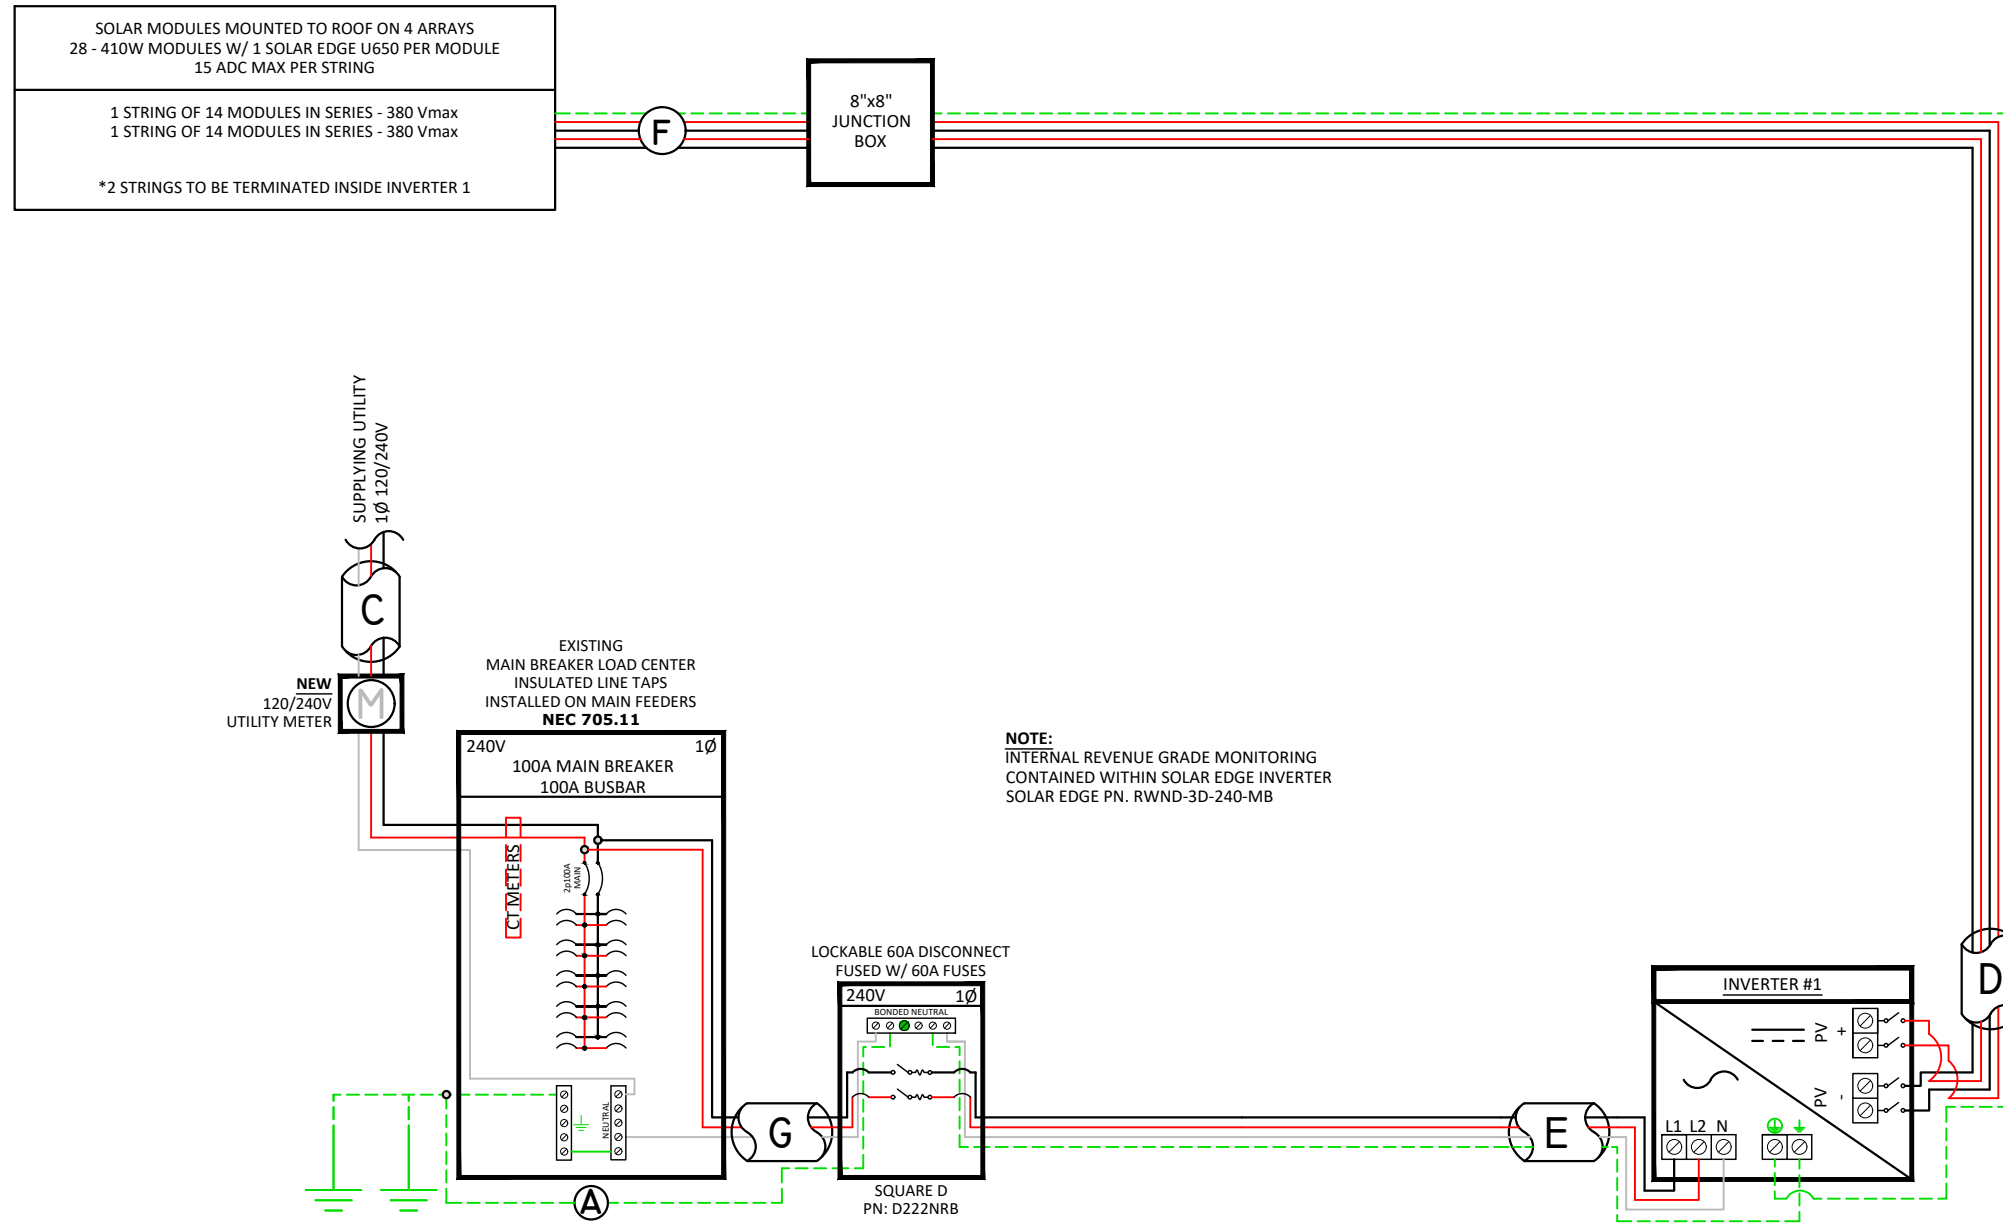 SOLAR MODULES MOUNTED TO ROOF ON 4 ARRAYS
28 - 410W MODULES W/ 1 SOLAR EDGE U650 PER MODULE
15 ADC MAX PER STRING
1 STRING OF 14 MODULES IN SERIES - 380 Vmax
1 STRING OF 14 MODULES IN SERIES - 380 Vmax
*2 STRINGS TO BE TERMINATED INSIDE INVERTER 1
F
8"x8"
JUNCTION
BOX
SUPPLYING UTILITY
1Ø 120/240V
C
NEW
120/240V
UTILITY METER
M
EXISTING
MAIN BREAKER LOAD CENTER
INSULATED LINE TAPS
INSTALLED ON MAIN FEEDERS
NEC 705.11
240V 1Ø
100A MAIN BREAKER
100A BUSBAR
CT METERS
2p100A
MAIN
NEUTRAL
A
G
LOCKABLE 60A DISCONNECT
FUSED W/ 60A FUSES
240V 1Ø
BONDED NEUTRAL
SQUARE D
PN: D222NRB
NOTE:
INTERNAL REVENUE GRADE MONITORING
CONTAINED WITHIN SOLAR EDGE INVERTER
SOLAR EDGE PN. RWND-3D-240-MB
E
INVERTER #1
PV +
PV -
L1 L2 N
D